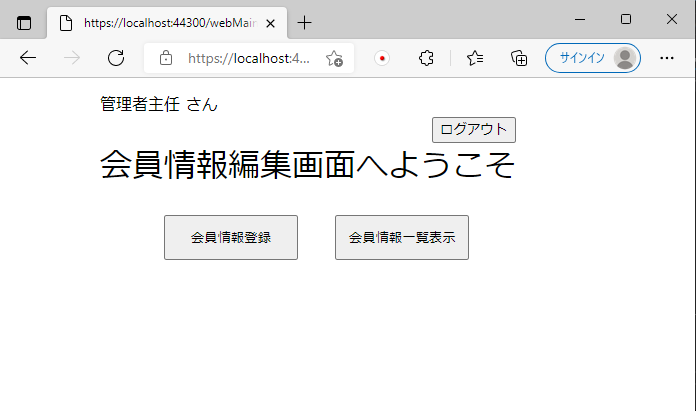 https://localhost:44300/webMain
https://localhost:4...
サインイン
管理者主任 さん
ログアウト
会員情報編集画面へようこそ
会員情報登録
会員情報一覧表示